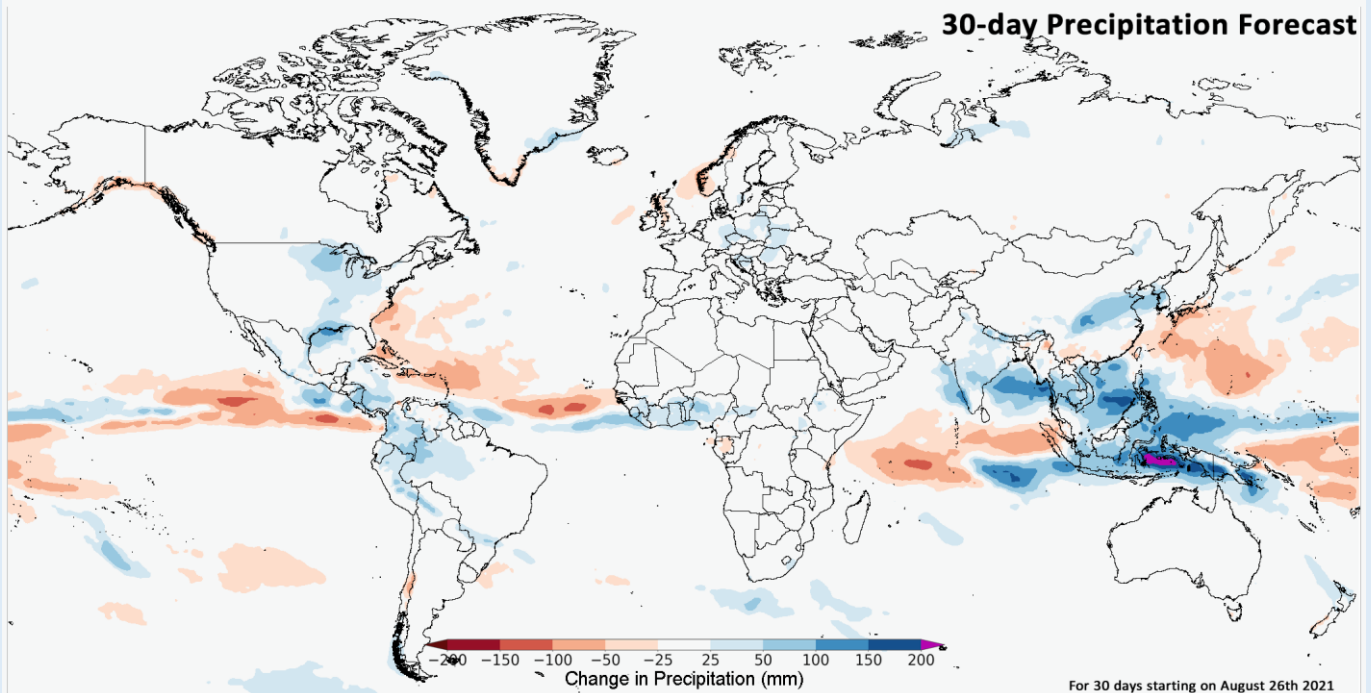 30-day Precipitation Forecast
−200 −150 −100 −50 −25 25 50 100 150 200
Change in Precipitation (mm)
For 30 days starting on August 26th 2021